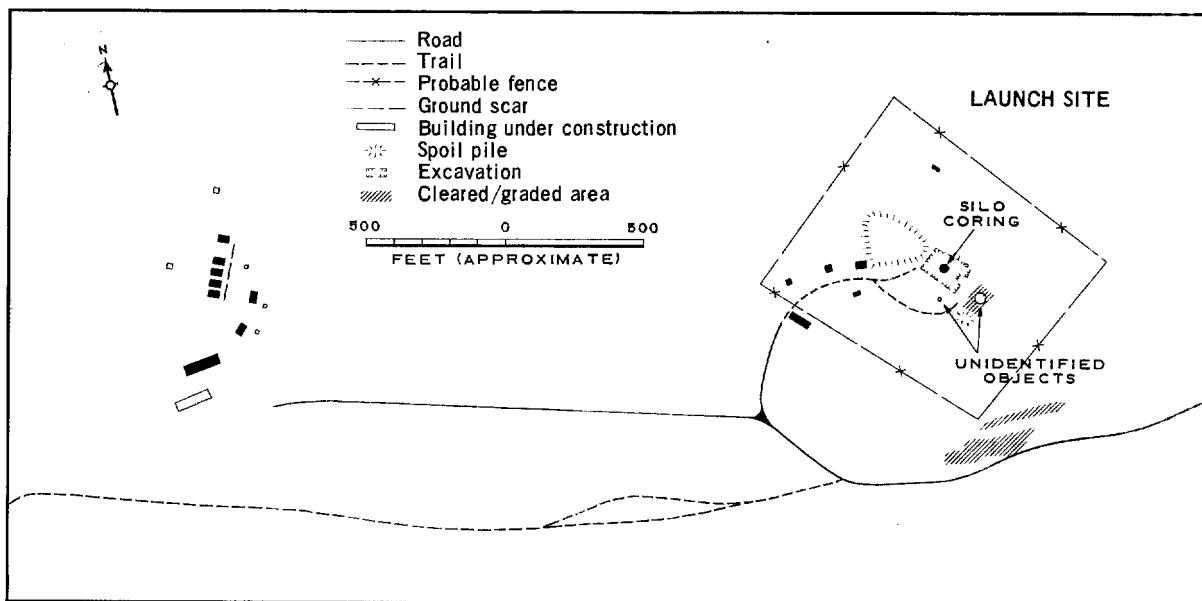 N
Road
Trail
Probable fence
Ground scar
Building under construction
Spoil pile
Excavation
Cleared/graded area
500 0 500
FEET (APPROXIMATE)
LAUNCH SITE
SILO
CORING
UNIDENTIFIED
OBJECTS